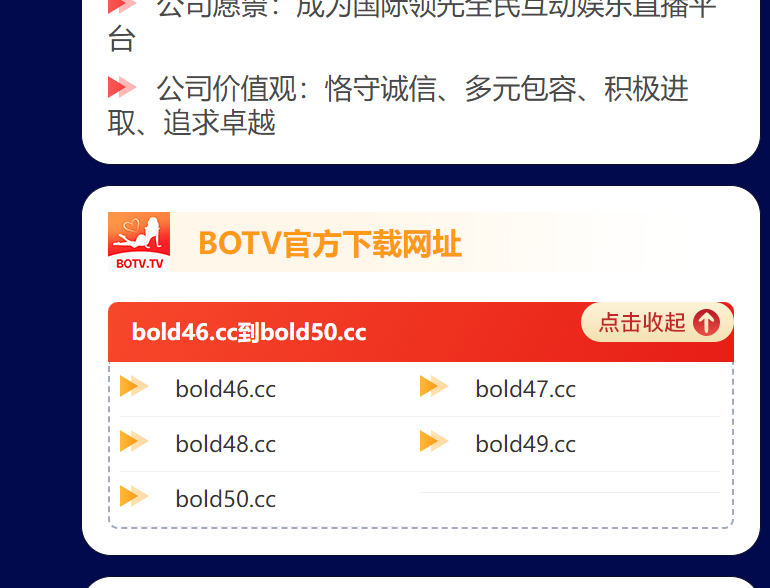 公司愿景：成为国际领先全民互动娱乐直播平
台
公司价值观：恪守诚信、多元包容、积极进
取、追求卓越
BOTV.TV
BOTV官方下载网址
bold46.cc到bold50.cc
点击收起
bold46.cc
bold47.cc
bold48.cc
bold49.cc
bold50.cc